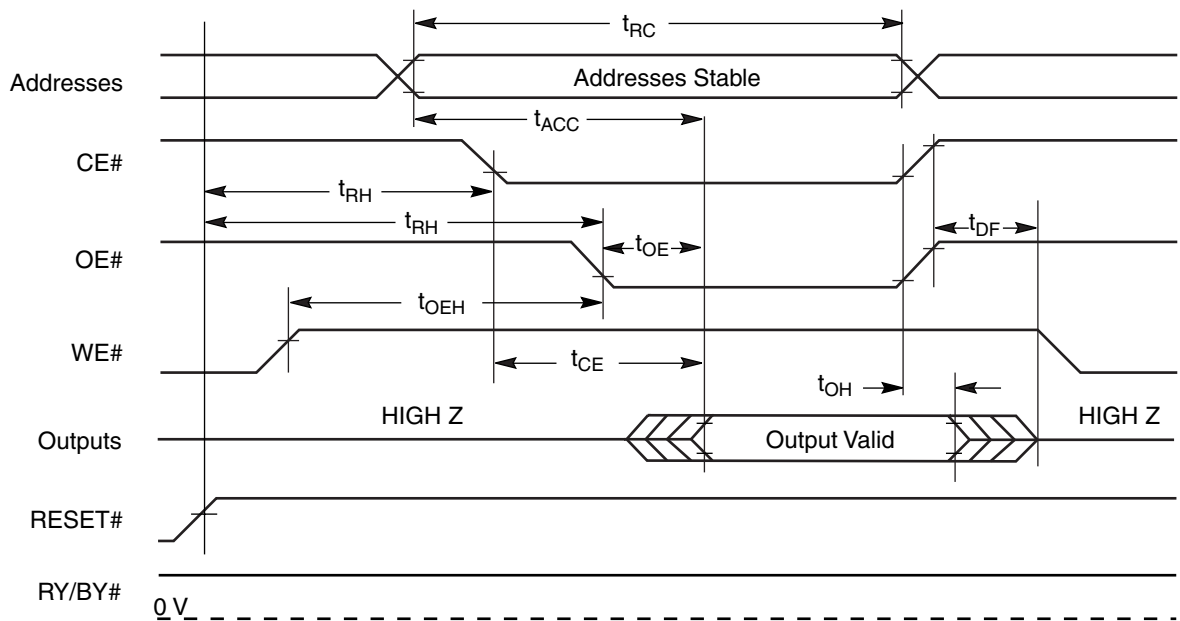 tRC
Addresses
Addresses Stable
tACC
CE#
tRH
tRH
OE#
tOE
tDF
tOEH
WE#
tCE
tOH
HIGH Z
HIGH Z
Outputs
Output Valid
RESET#
RY/BY#
0 V